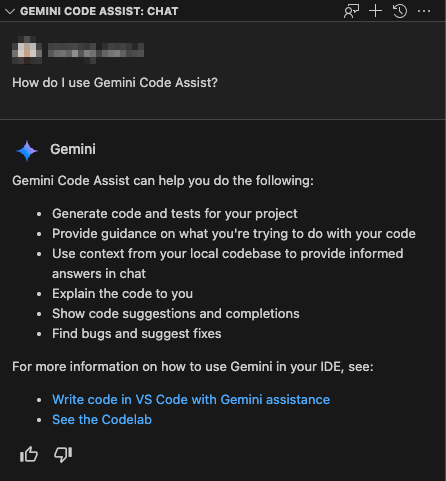 GEMINI CODE ASSIST: CHAT
How do I use Gemini Code Assist?
Gemini
Gemini Code Assist can help you do the following:
• Generate code and tests for your project
• Provide guidance on what you're trying to do with your code
• Use context from your local codebase to provide informed
answers in chat
• Explain the code to you
• Show code suggestions and completions
• Find bugs and suggest fixes
For more information on how to use Gemini in your IDE, see:
• Write code in VS Code with Gemini assistance
• See the Codelab